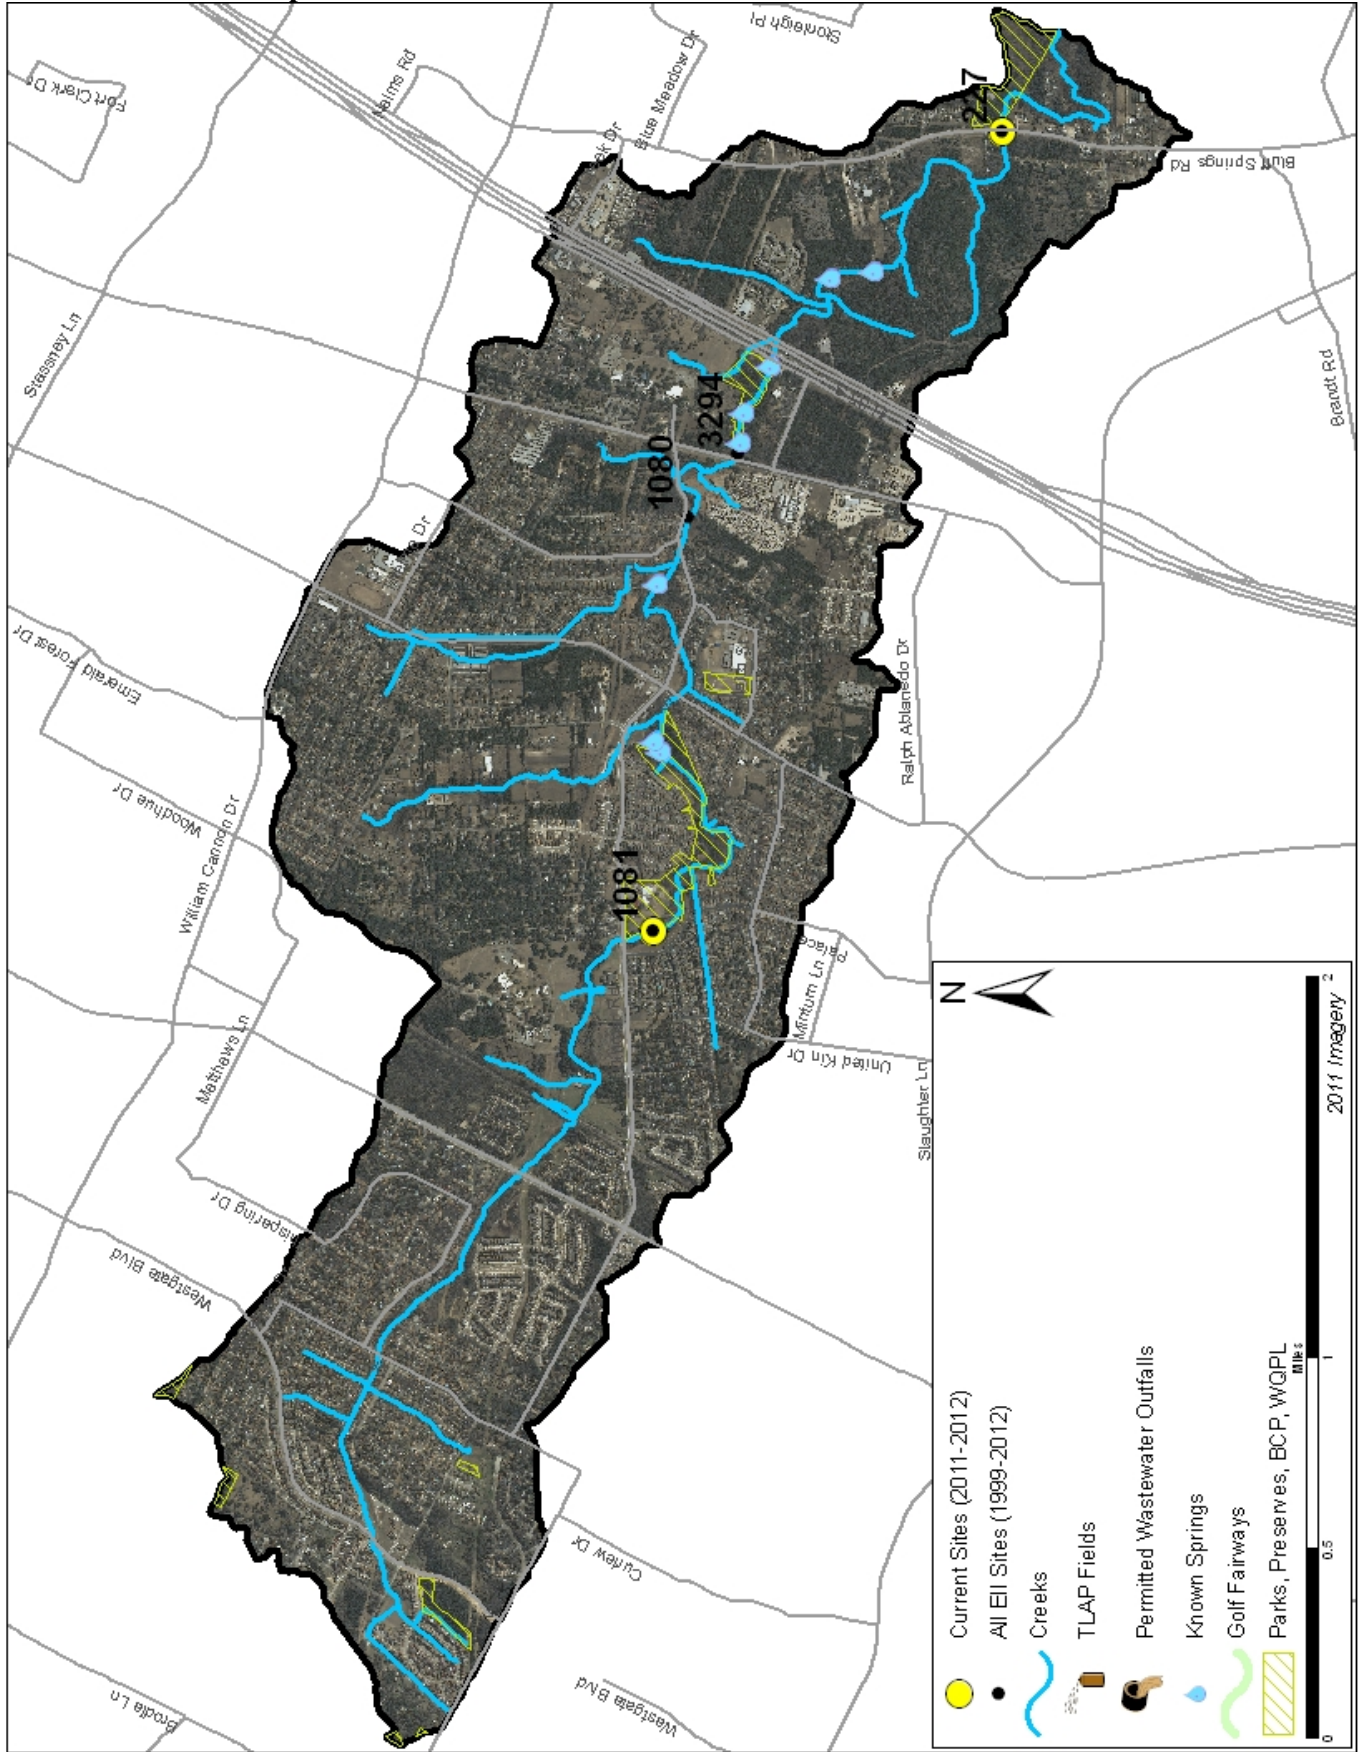 Brodie Ln
Westgate Blvd
Westgate Blvd
Curlew Dr
Matthews Ln
William Cannon Dr
Woodhue Dr
Emerald Forest Dr
Stassney Ln
Fort Clark Dr
Nelms Rd
Blue Meadow Dr
Stonleigh Pl
Bluff Springs Rd
Brandt Rd
Ralph Ablanedo Dr
Palace
Mintum Ln
United Kin Dr
Slaughter Ln
1081
1080
3294
227
N
Current Sites (2011-2012)
All EII Sites (1999-2012)
Creeks
TLAP Fields
Permitted Wastewater Outfalls
Known Springs
Golf Fairways
Parks, Preserves, BCP, WQPL
0 0.5 1 2
Miles
2011 Imagery